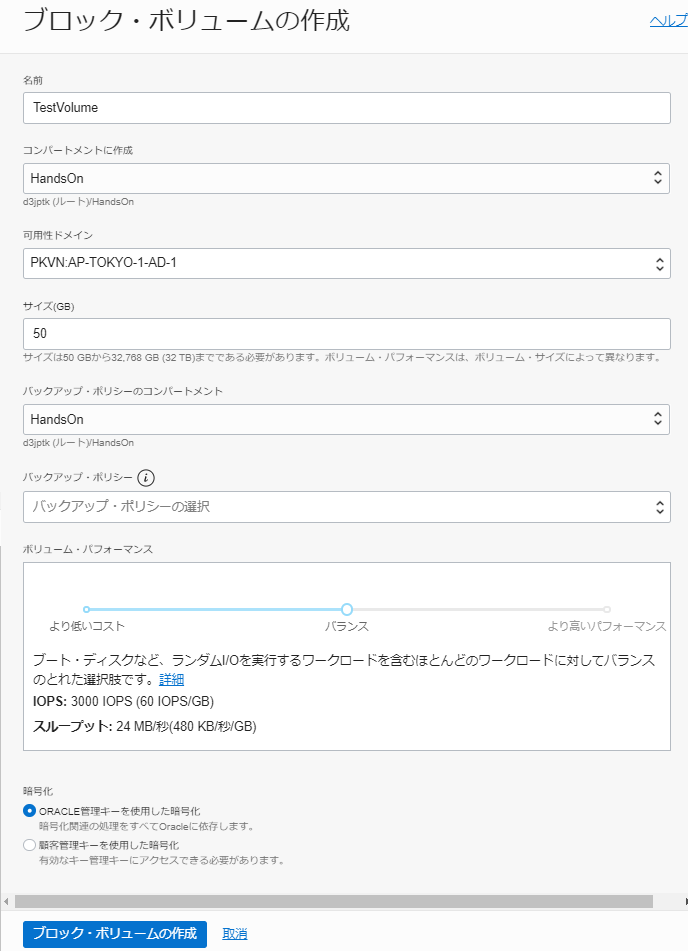 ブロック・ボリュームの作成
ヘルプ
名前
TestVolume
コンパートメントに作成
HandsOn
d3jptk (ルート)/HandsOn
可用性ドメイン
PKVN:AP-TOKYO-1-AD-1
サイズ(GB)
50
サイズは50 GBから32,768 GB (32 TB)までである必要があります。ボリューム・パフォーマンスは、ボリューム・サイズによって異なります。
バックアップ・ポリシーのコンパートメント
HandsOn
d3jptk (ルート)/HandsOn
バックアップ・ポリシー i
バックアップ・ポリシーの選択
ボリューム・パフォーマンス
より低いコスト バランス より高いパフォーマンス
ブート・ディスクなど、ランダムI/Oを実行するワークロードを含むほとんどのワークロードに対してバランス
のとれた選択肢です。詳細
IOPS: 3000 IOPS (60 IOPS/GB)
スループット: 24 MB/秒(480 KB/秒/GB)
暗号化
ORACLE管理キーを使用した暗号化
暗号化関連の処理をすべてOracleに依存します。
顧客管理キーを使用した暗号化
有効なキー管理キーにアクセスできる必要があります。
ブロック・ボリュームの作成 取消